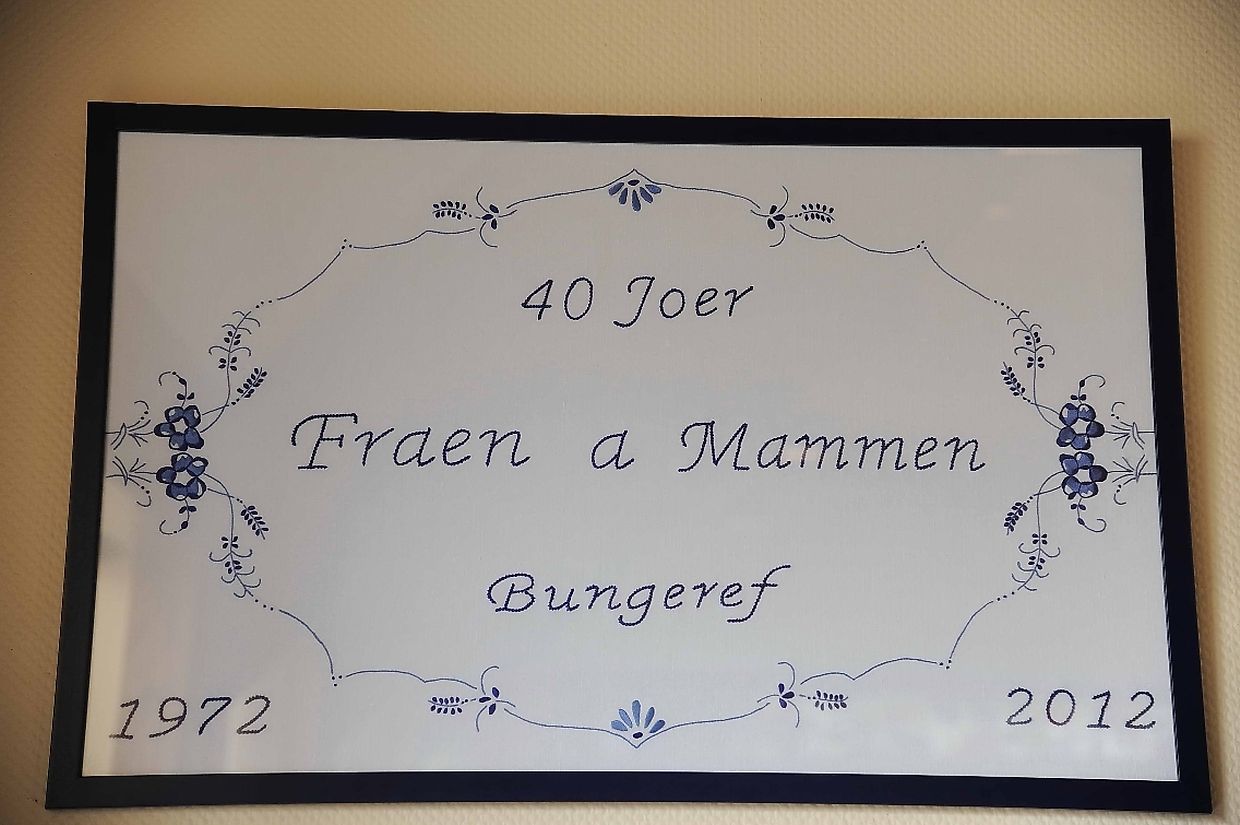 40 Joer
Fraen a Mammen
Bungeref
1972 2012